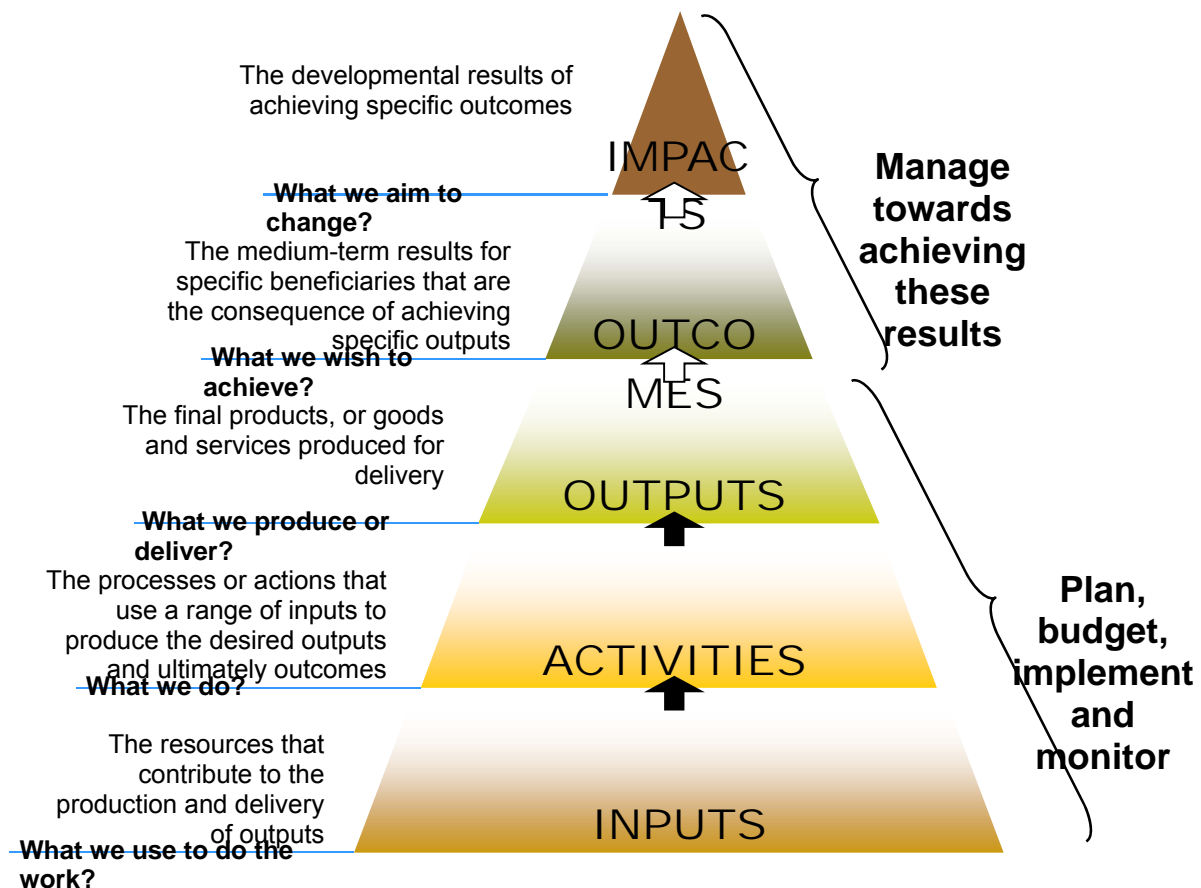 The developmental results of
achieving specific outcomes
IMPAC
TS
What we aim to
change?
The medium-term results for
specific beneficiaries that are
the consequence of achieving
specific outputs
OUTCO
MES
What we wish to
achieve?
The final products, or goods
and services produced for
delivery
OUTPUTS
What we produce or
deliver?
The processes or actions that
use a range of inputs to
produce the desired outputs
and ultimately outcomes
ACTIVITIES
What we do?
The resources that
contribute to the
production and delivery
of outputs
INPUTS
What we use to do the
work?
Manage
towards
achieving
these
results
Plan,
budget,
implement
and
monitor